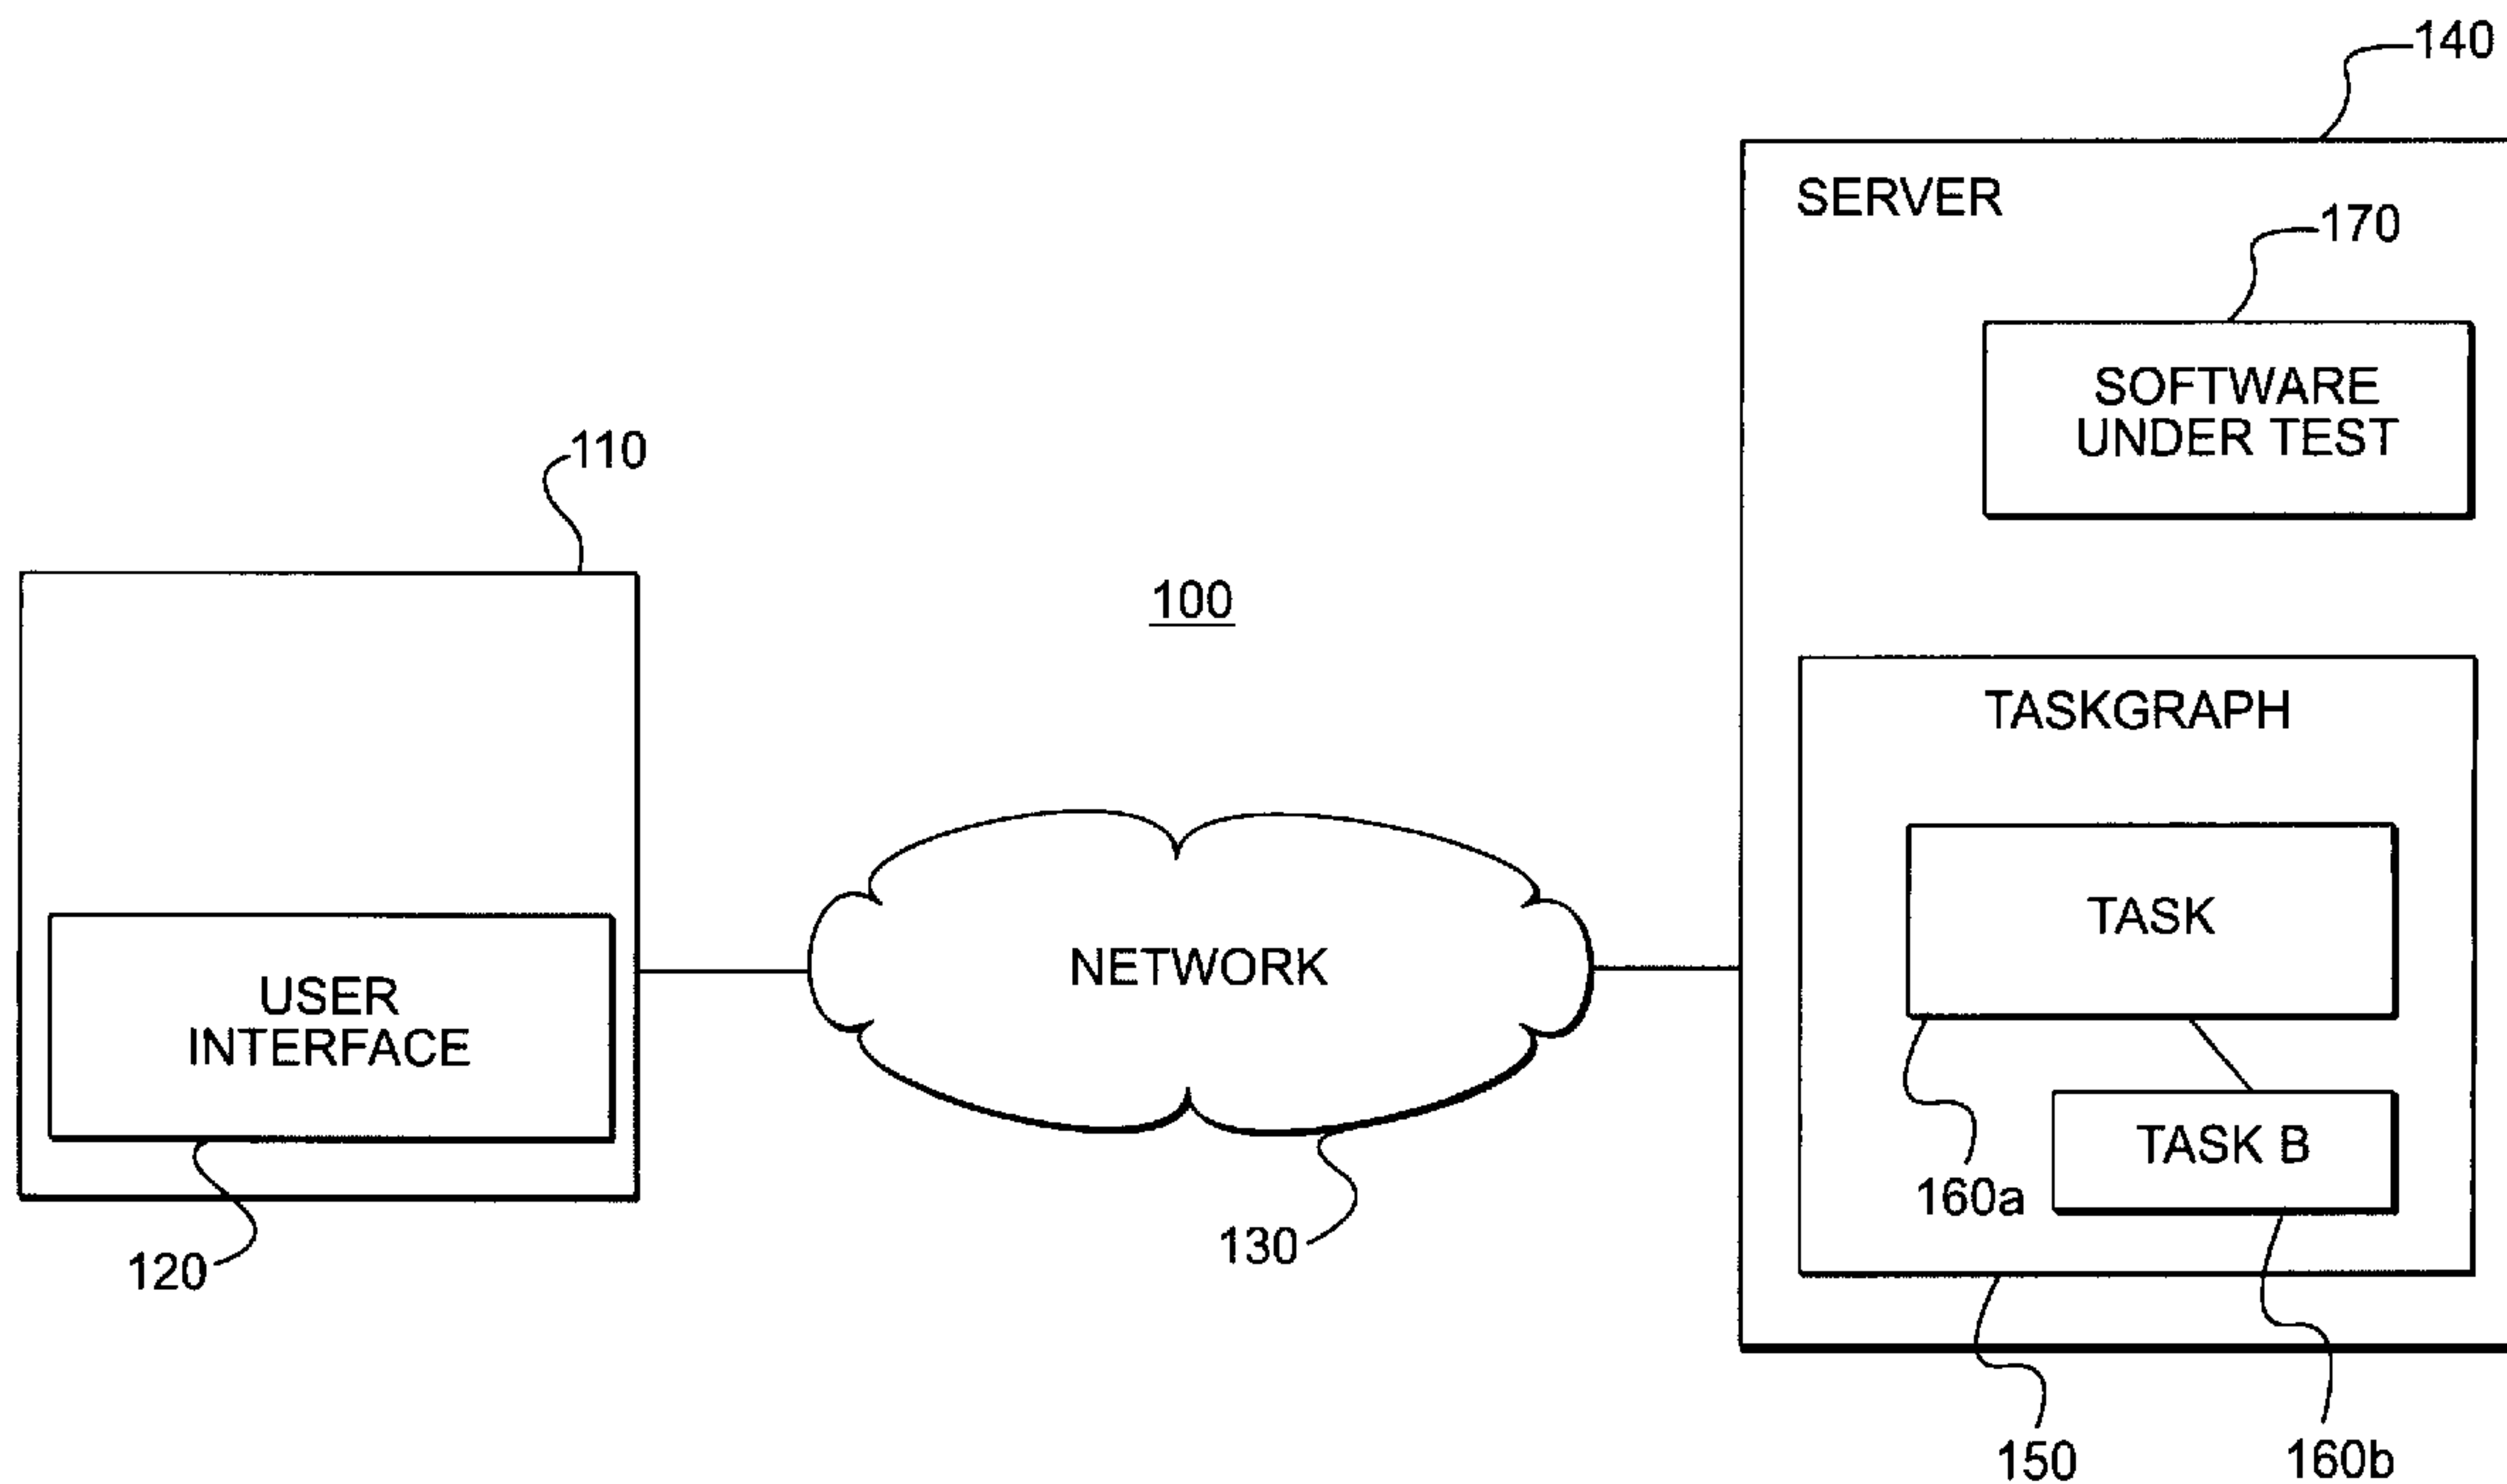 140
SERVER
170
SOFTWARE
UNDER TEST
110
100
TASKGRAPH
TASK
NETWORK
USER
INTERFACE
TASK B
160a
130
120
150
160b